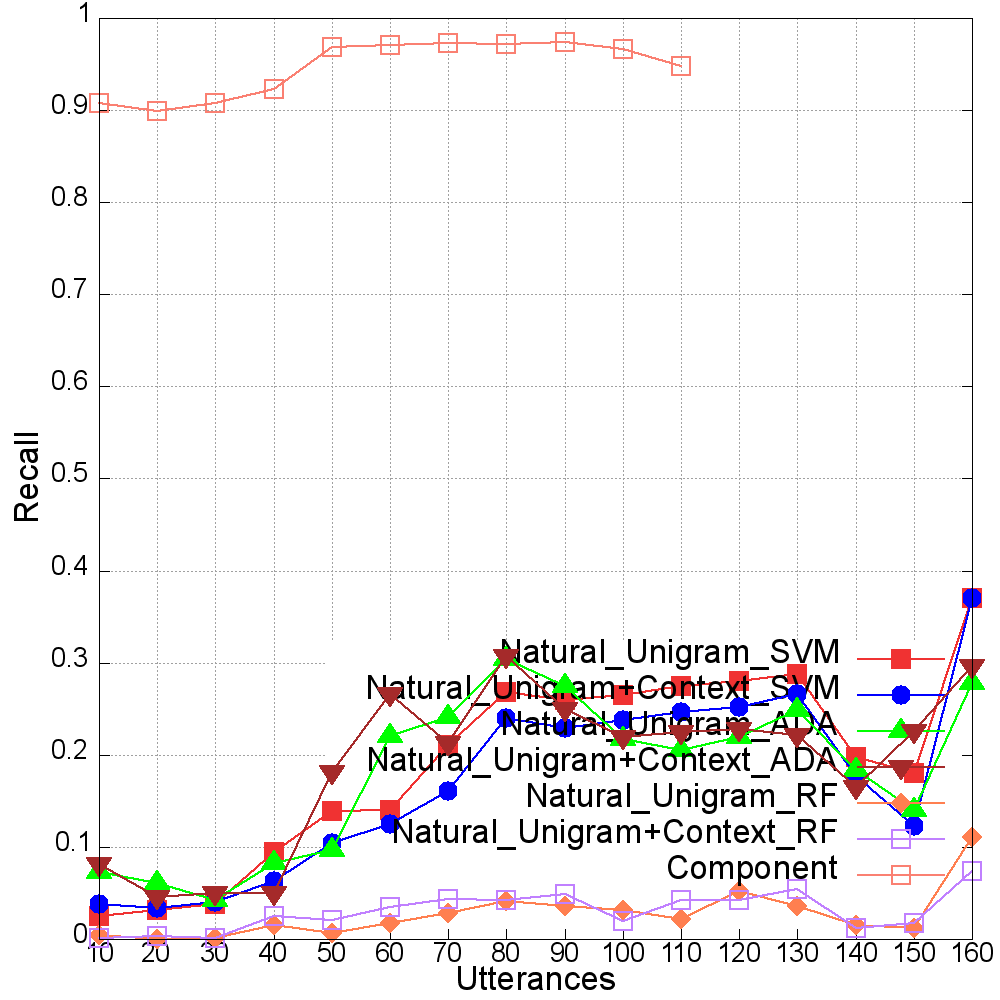 1
0.9
0.8
0.7
0.6
0.5
0.4
0.3
0.2
0.1
0
Recall
Natural_Unigram_SVM
Natural_Unigram+Context_SVM
Natural_Unigram_ADA
Natural_Unigram+Context_ADA
Natural_Unigram_RF
Natural_Unigram+Context_RF
Component
10 20 30 40 50 60 70 80 90 100 110 120 130 140 150 160
Utterances